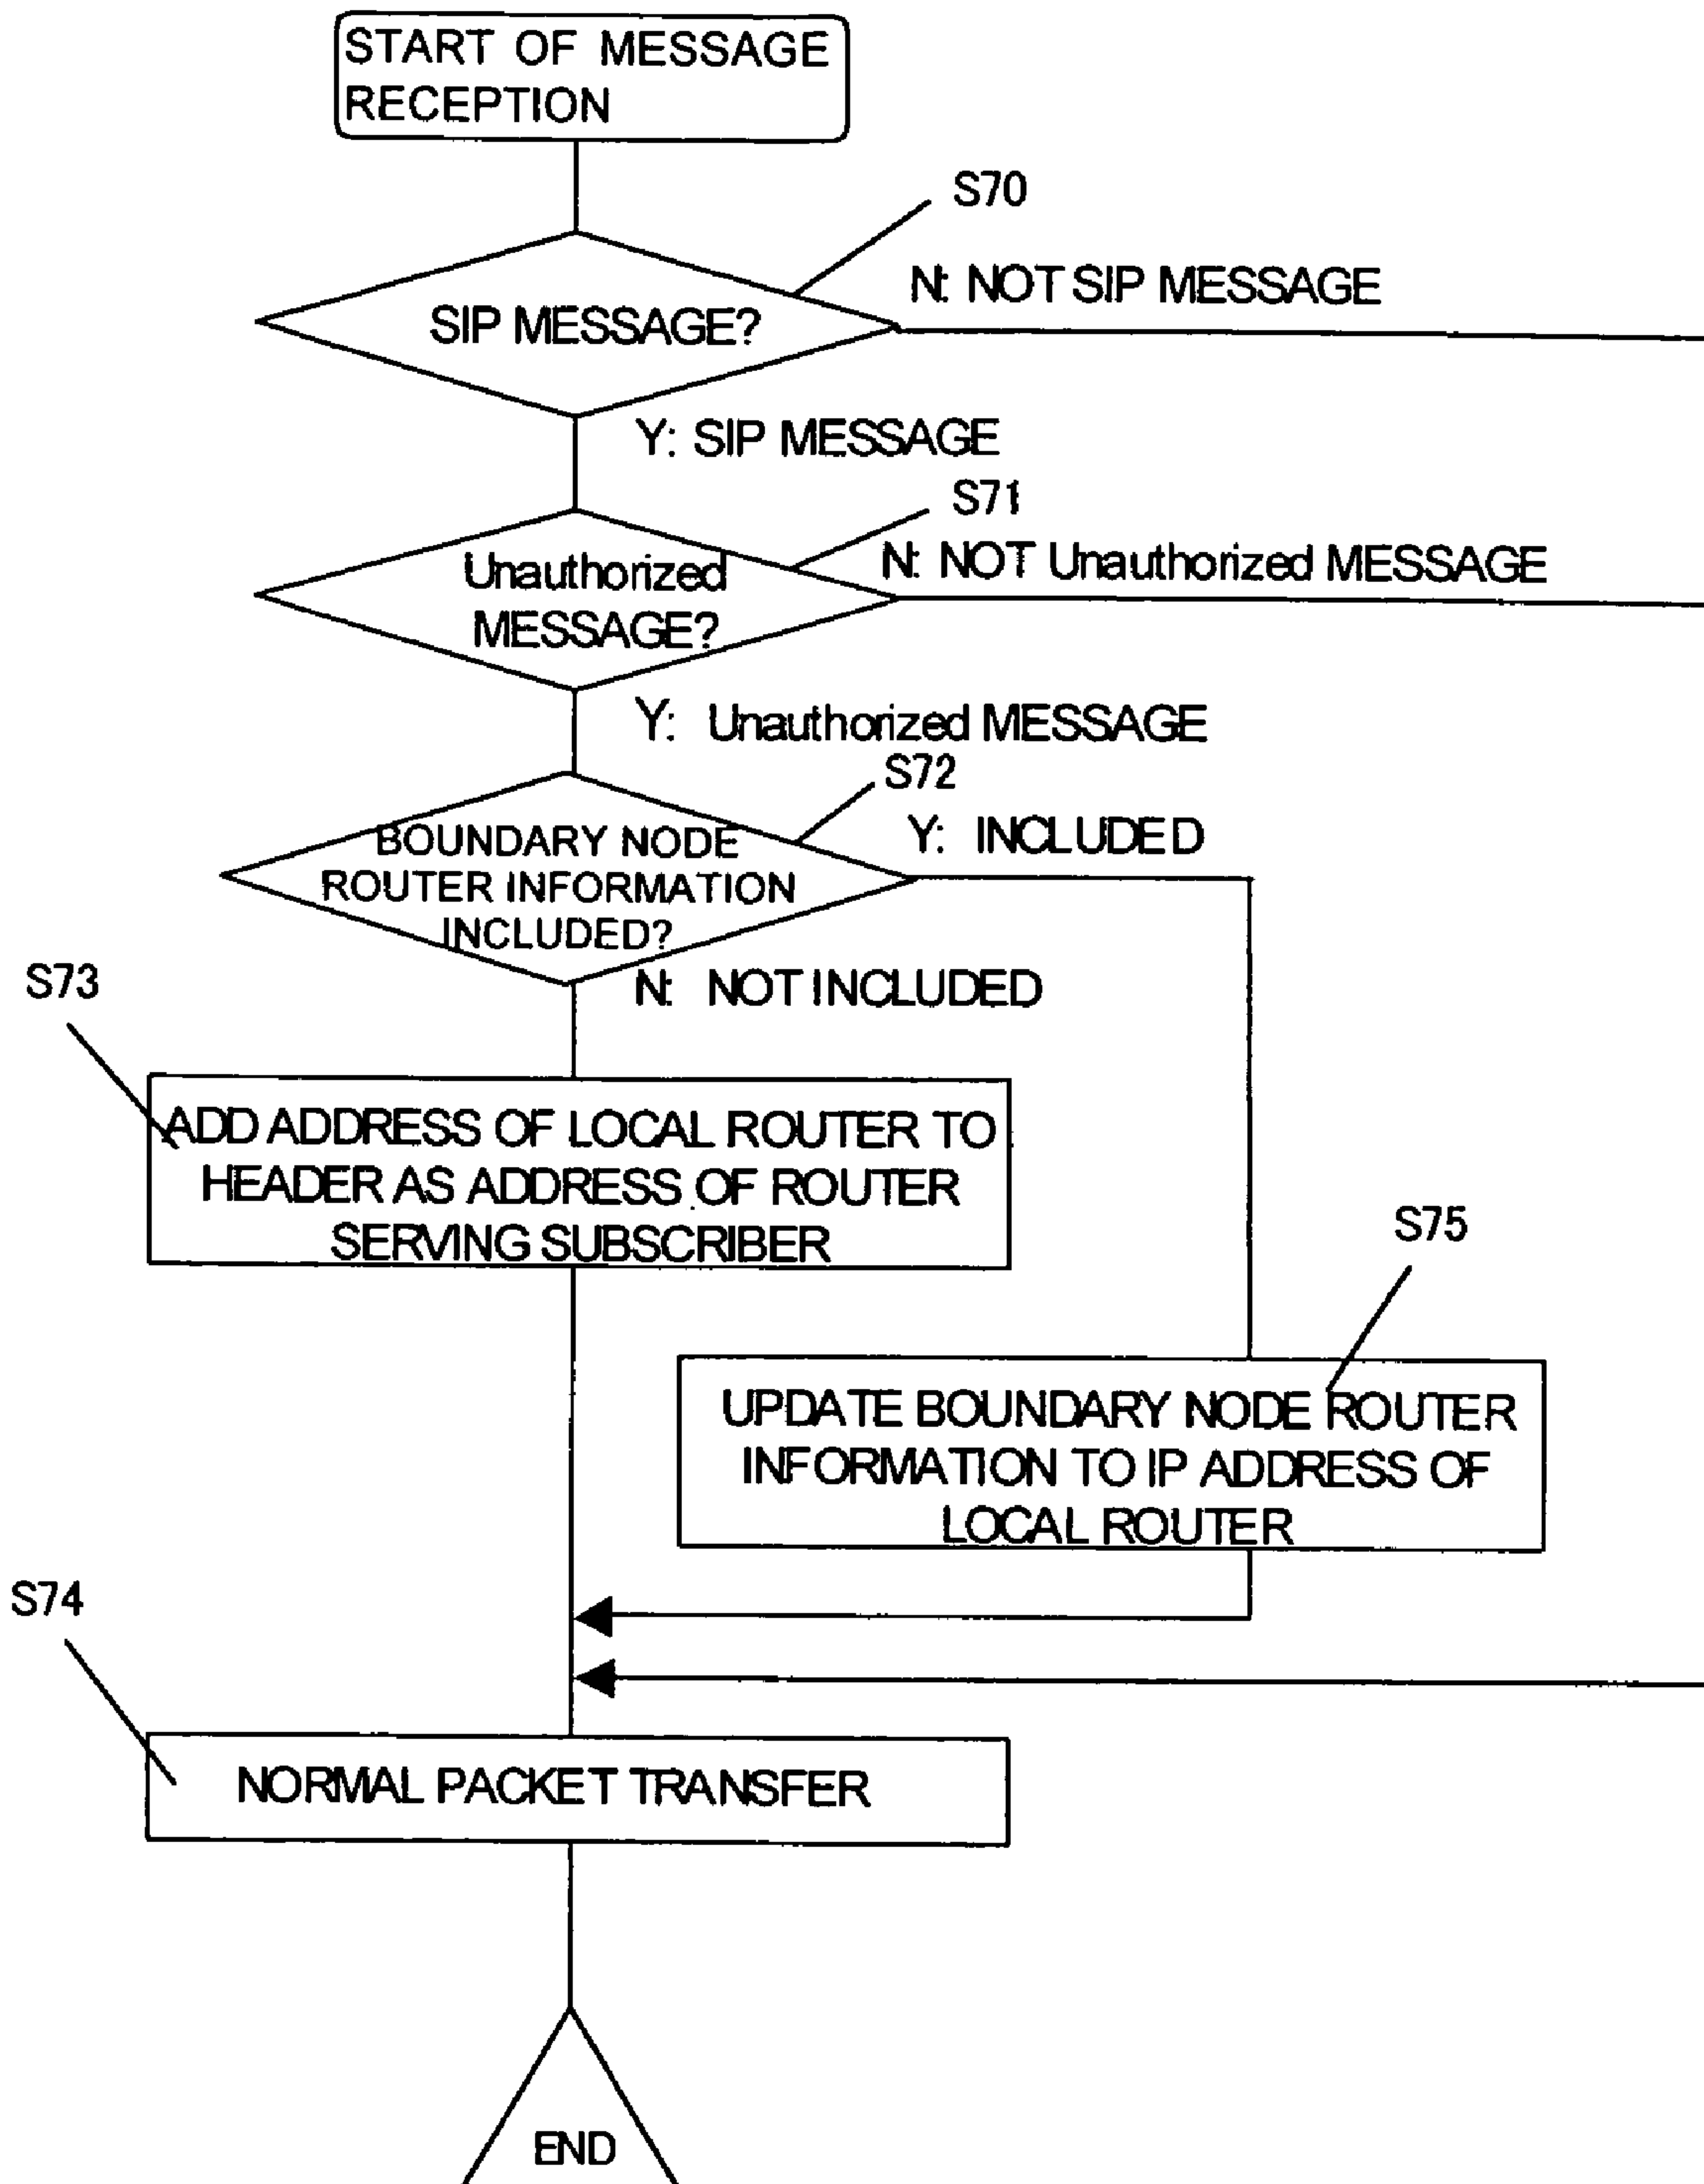 START OF MESSAGE
RECEPTION
S70
N: NOT SIP MESSAGE
SIP MESSAGE?
Y: SIP MESSAGE
S71
N: NOT Unauthorized MESSAGE
Unauthorized
MESSAGE?
Y: Unauthorized MESSAGE
S72
Y: INCLUDED
BOUNDARY NODE
ROUTER INFORMATION
INCLUDED?
S73
N: NOT INCLUDED
ADD ADDRESS OF LOCAL ROUTER TO
HEADER AS ADDRESS OF ROUTER
SERVING SUBSCRIBER
S75
UPDATE BOUNDARY NODE ROUTER
INFORMATION TO IP ADDRESS OF
LOCAL ROUTER
S74
NORMAL PACKET TRANSFER
END